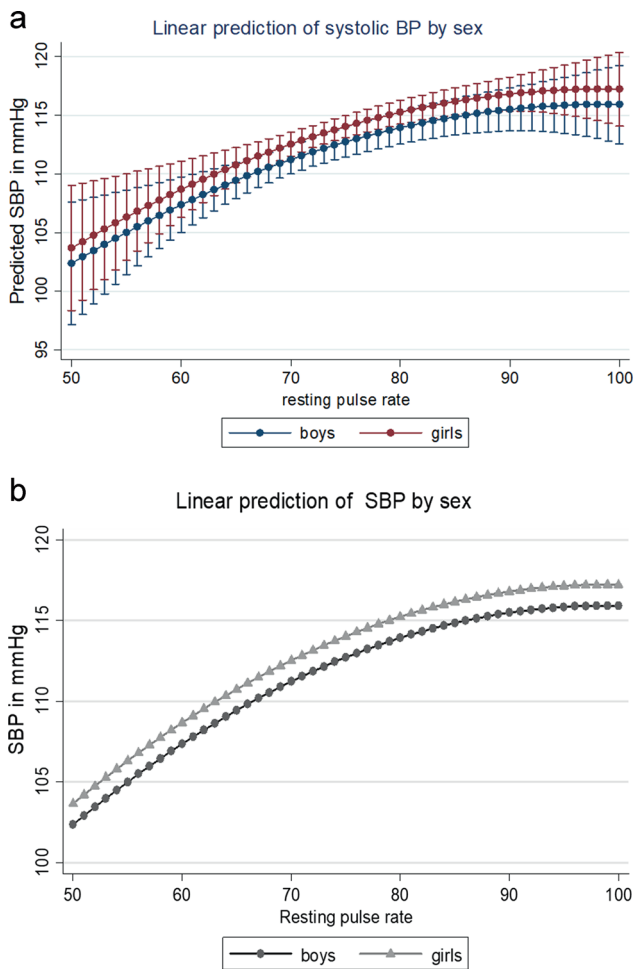 a
Linear prediction of systolic BP by sex
Predicted SBP in mmHg
120
115
110
105
100
95
50 60 70 80 90 100
resting pulse rate
boys girls
b
Linear prediction of SBP by sex
SBP in mmHg
120
115
110
105
100
50 60 70 80 90 100
Resting pulse rate
boys girls